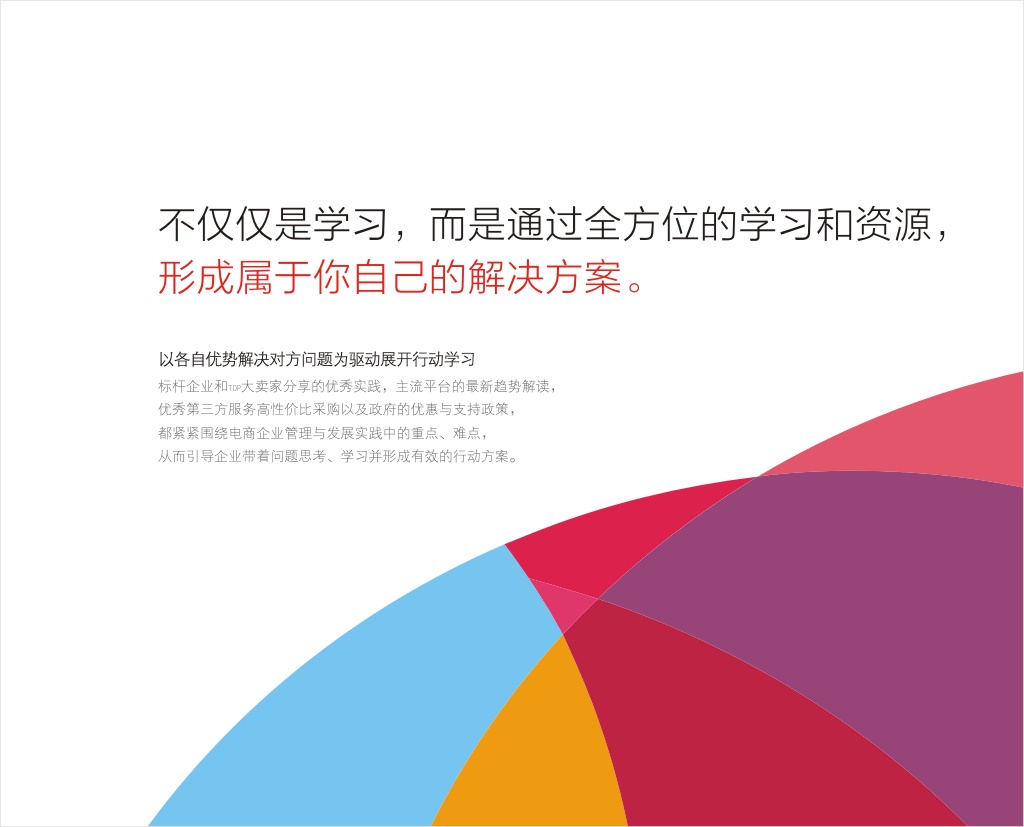 不仅仅是学习，而是通过全方位的学习和资源，
形成属于你自己的解决方案。
以各自优势解决对方问题为驱动展开行动学习
标杆企业和TOP大卖家分享的优秀实践，主流平台的最新趋势解读，
优秀第三方服务高性价比采购以及政府的优惠与支持政策，
都紧紧围绕电商企业管理与发展实践中的重点、难点，
从而引导企业带着问题思考、学习并形成有效的行动方案。